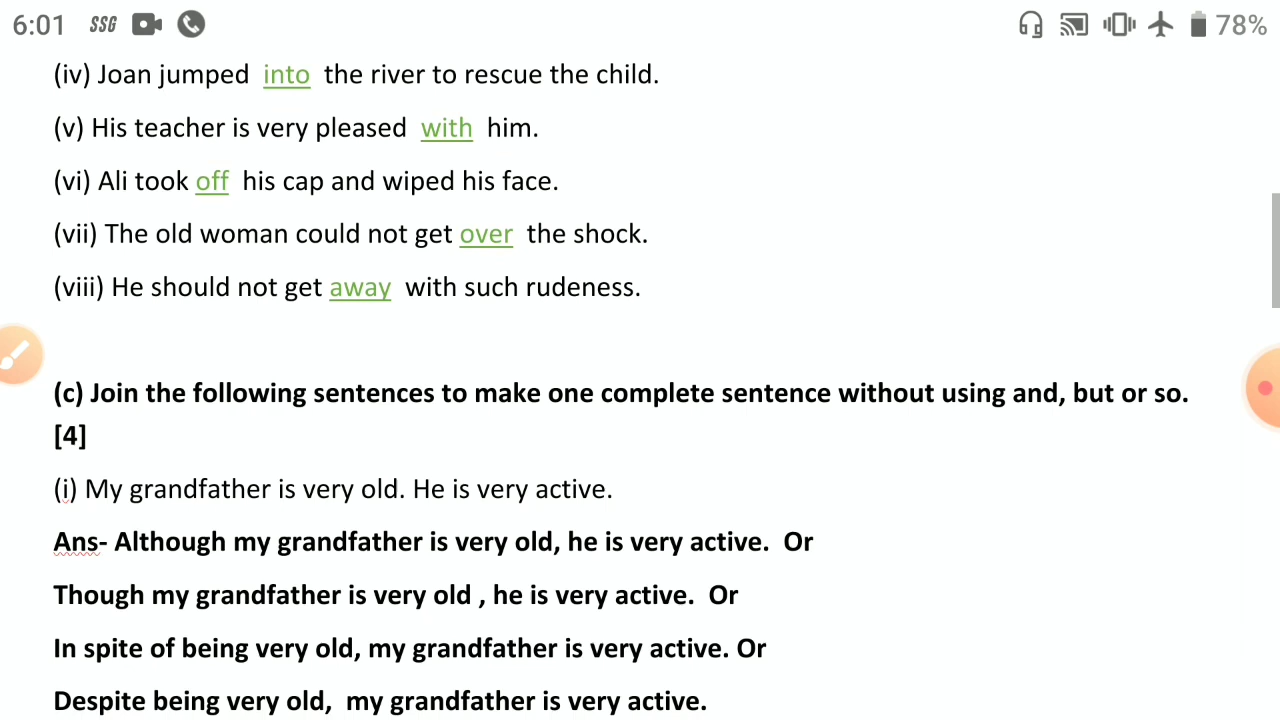 6:01 SSG 78%
(iv) Joan jumped into the river to rescue the child.
(v) His teacher is very pleased with him.
(vi) Ali took off his cap and wiped his face.
(vii) The old woman could not get over the shock.
(viii) He should not get away with such rudeness.
(c) Join the following sentences to make one complete sentence without using and, but or so.
[4]
(i) My grandfather is very old. He is very active.
Ans- Although my grandfather is very old, he is very active. Or
Though my grandfather is very old , he is very active. Or
In spite of being very old, my grandfather is very active. Or
Despite being very old, my grandfather is very active.